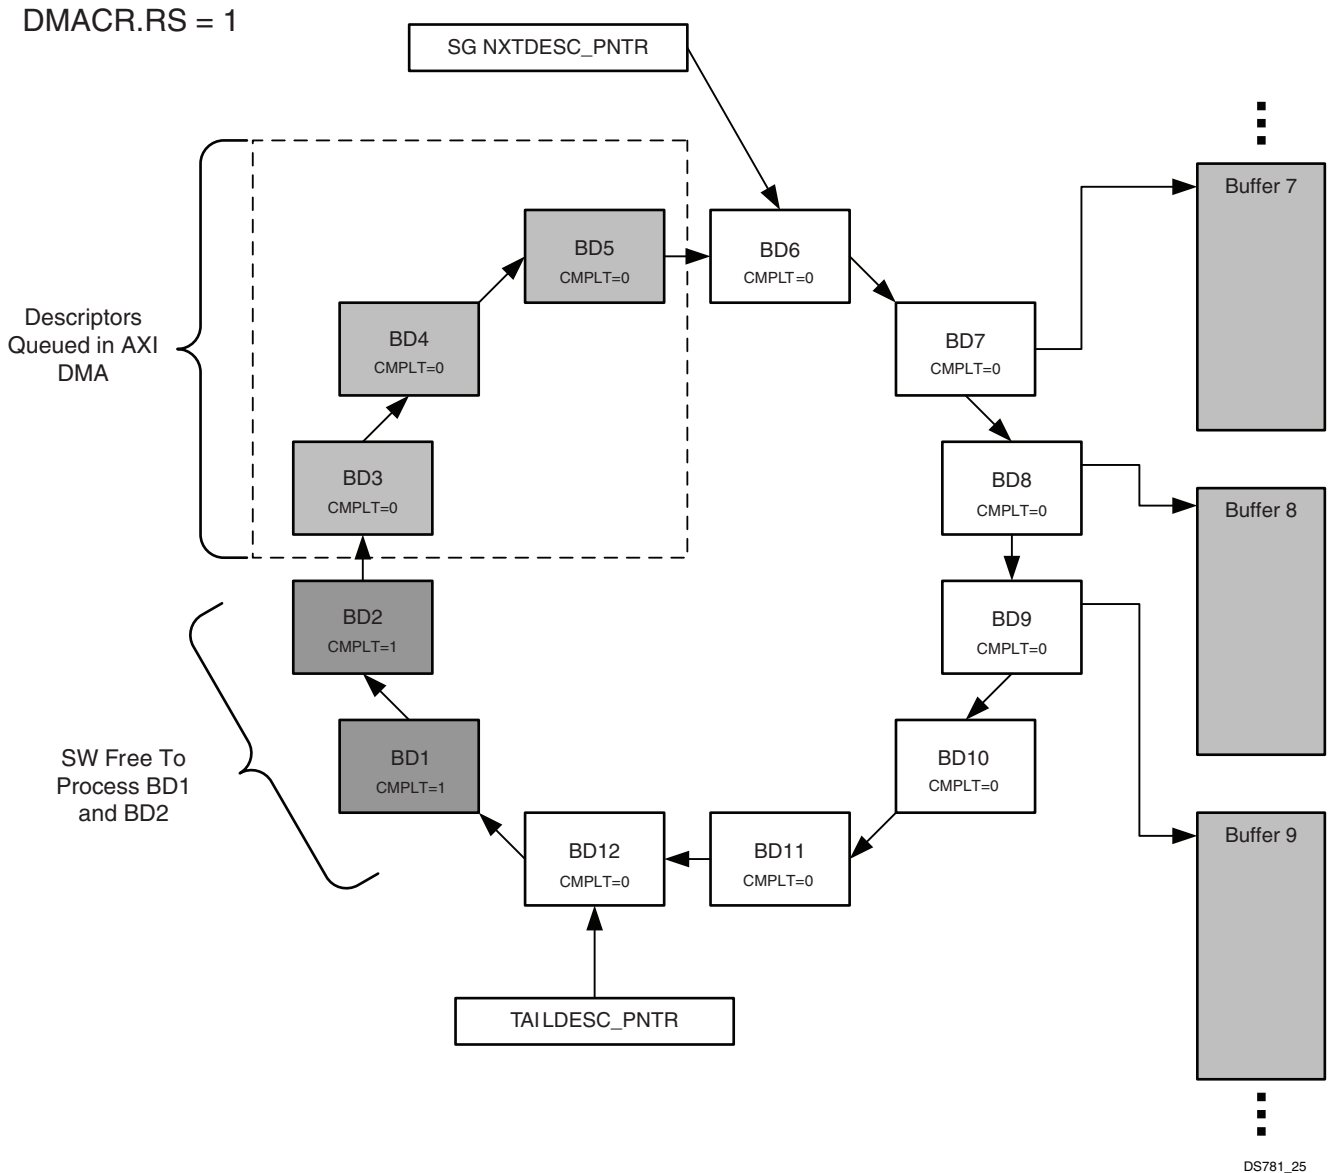 DMACR.RS = 1
SG NXTDESC_PNTR
Buffer 7
BD5
CMPLT=0
BD6
CMPLT=0
Descriptors
Queued in AXI
DMA
BD4
CMPLT=0
BD7
CMPLT=0
BD3
CMPLT=0
BD8
CMPLT=0
Buffer 8
BD2
CMPLT=1
BD9
CMPLT=0
SW Free To
Process BD1
and BD2
BD1
CMPLT=1
BD10
CMPLT=0
BD12
CMPLT=0
BD11
CMPLT=0
Buffer 9
TAILDESC_PNTR
DS781_25